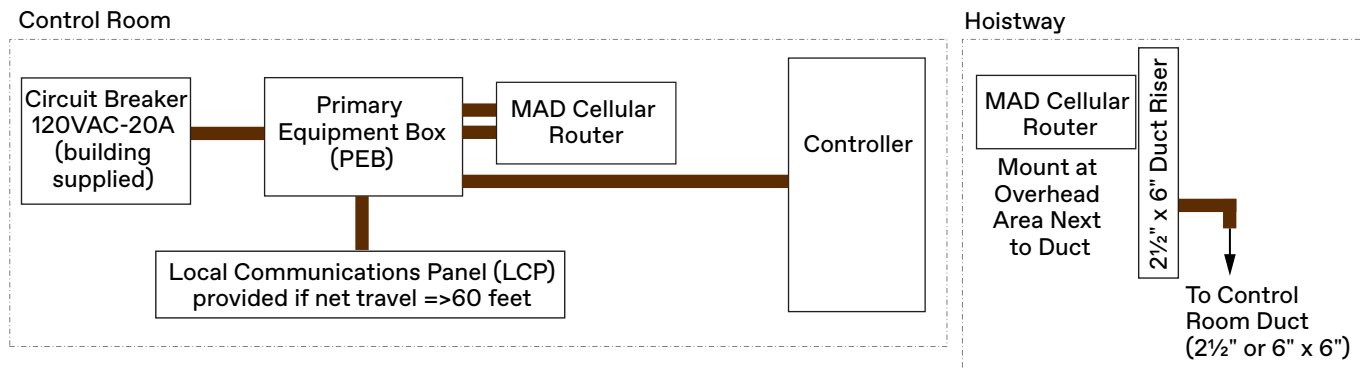 Control Room
Circuit Breaker
120VAC-20A
(building
supplied)
Primary
Equipment Box
(PEB)
MAD Cellular
Router
Controller
Local Communications Panel (LCP)
provided if net travel =>60 feet
Hoistway
MAD Cellular
Router
Mount at
Overhead
Area Next
to Duct
2½" x 6" Duct Riser
To Control
Room Duct
(2½" or 6" x 6")